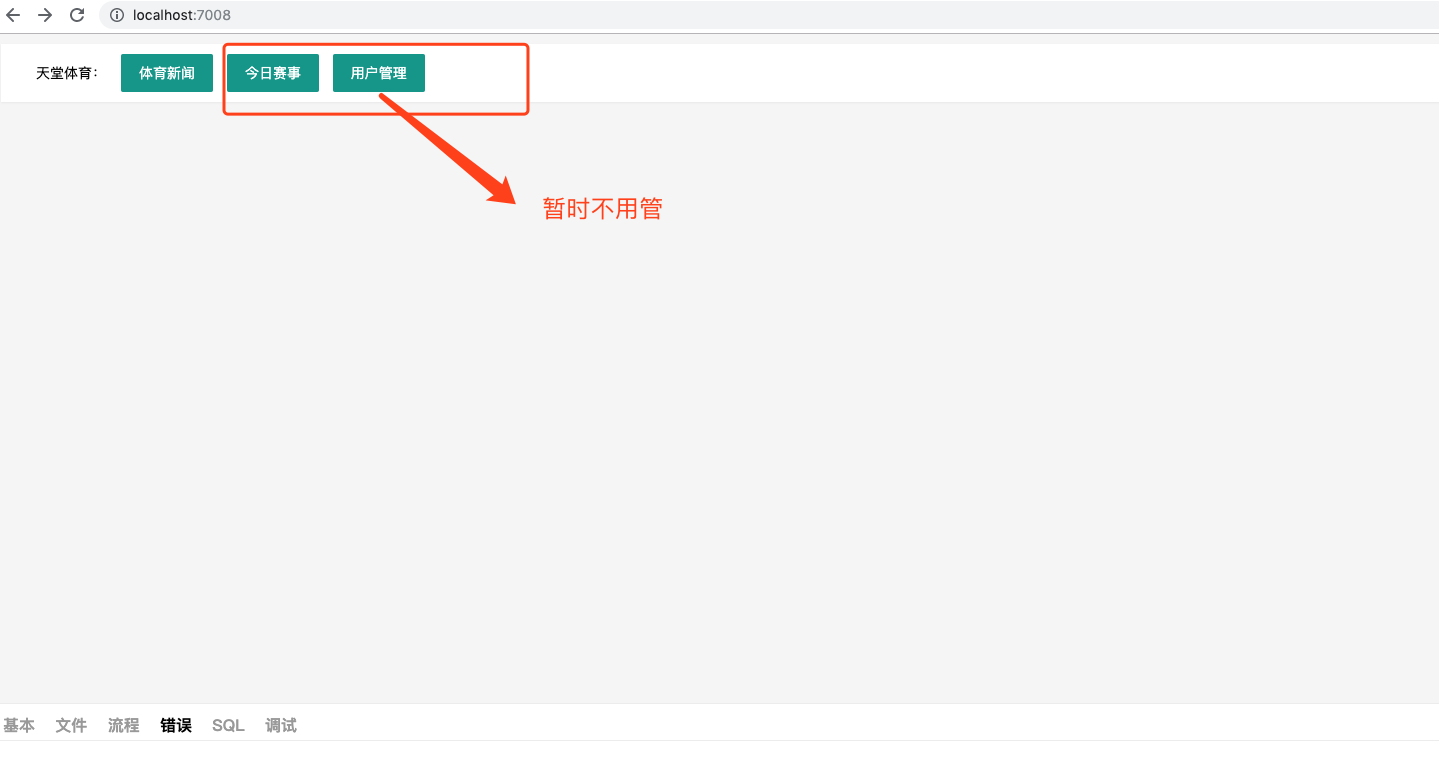 localhost:7008
天堂体育: 体育新闻 今日赛事 用户管理
暂时不用管
基本 文件 流程 错误 SQL 调试